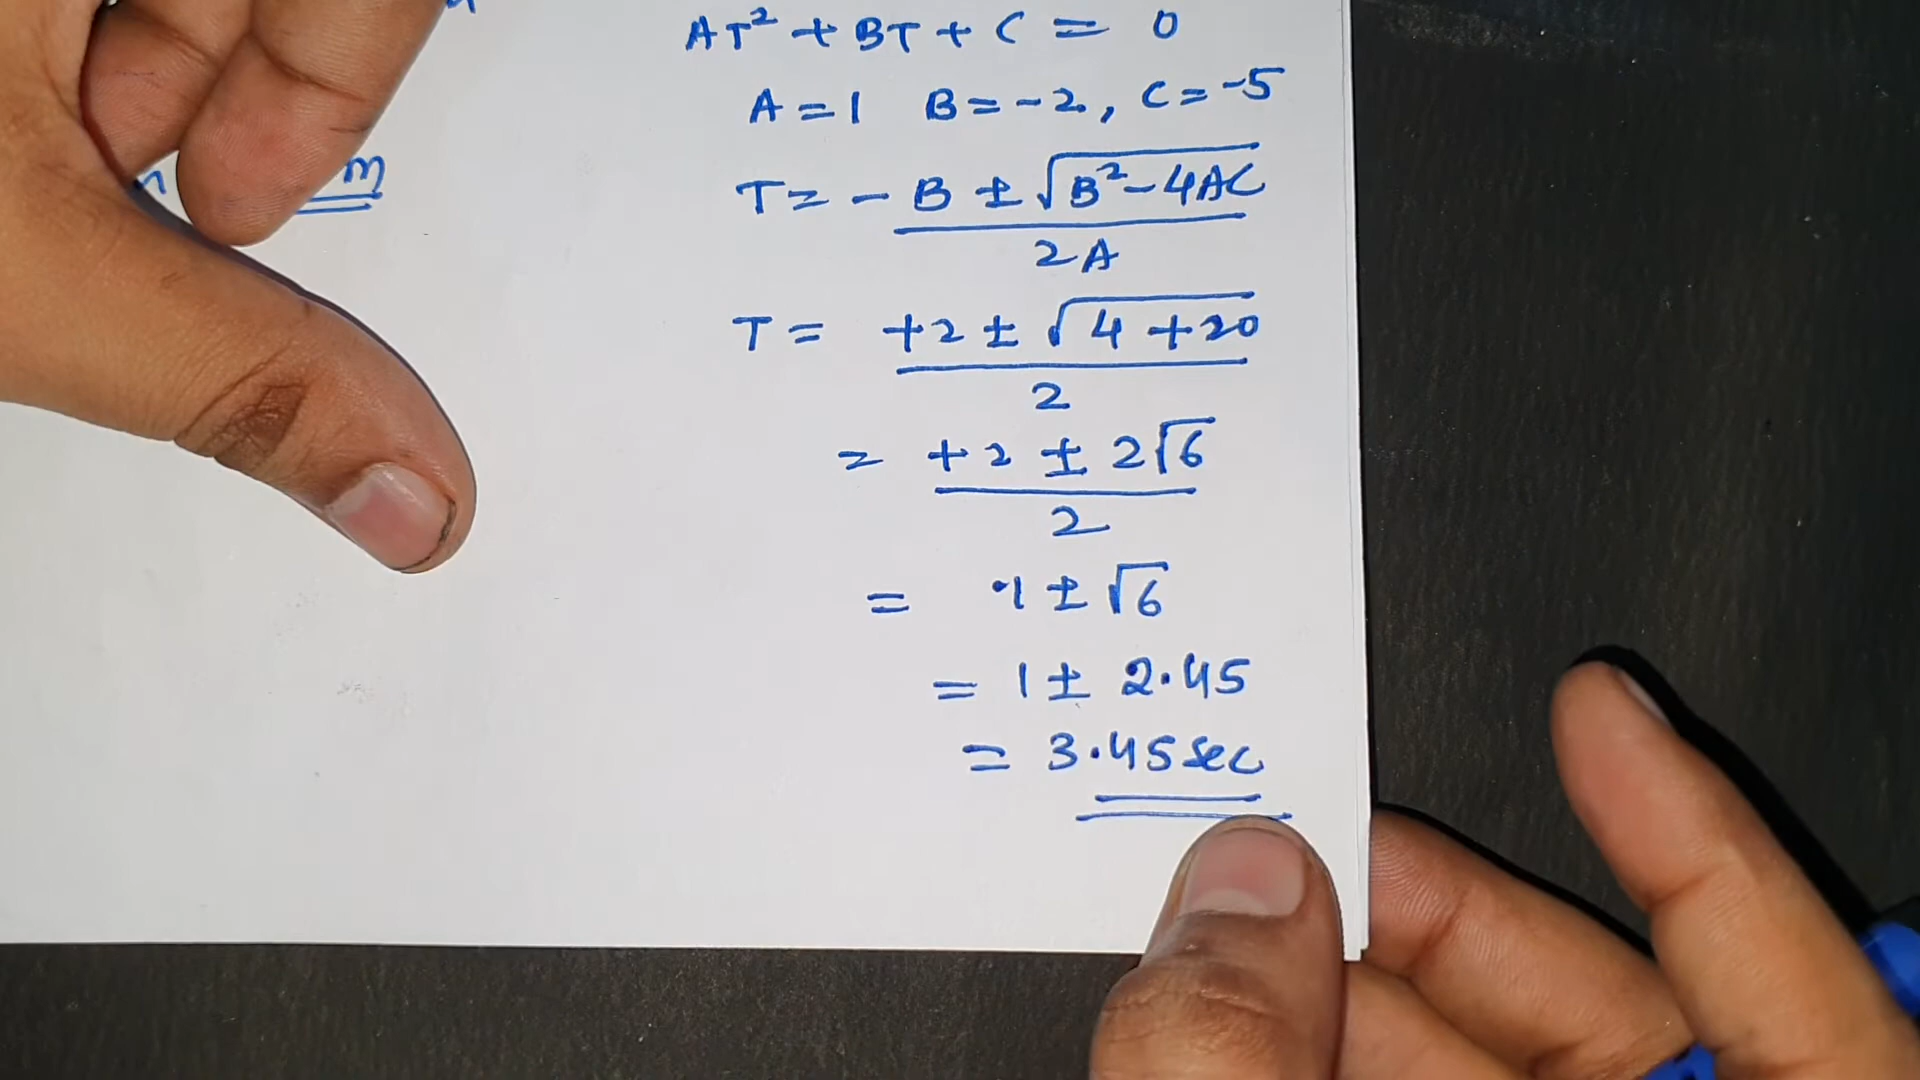 AT² + BT + C = 0
A = 1 B = -2, C = -5
T = - B ± √B² - 4AC
2A
T = +2 ± √4 + 20
2
= +2 ± 2√6
2
= 1 ± √6
= 1 ± 2.45
= 3.45 sec
m